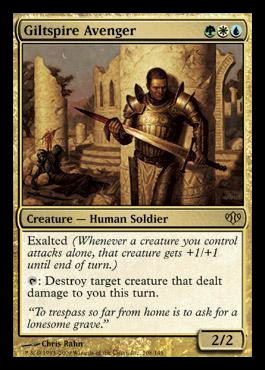 Giltspire Avenger
Creature — Human Soldier
Exalted (Whenever a creature you control
attacks alone, that creature gets +1/+1
until end of turn.)
: Destroy target creature that dealt
damage to you this turn.
“To trespass so far from home is to ask for a
lonesome grave.”
Chris Rahn
2/2